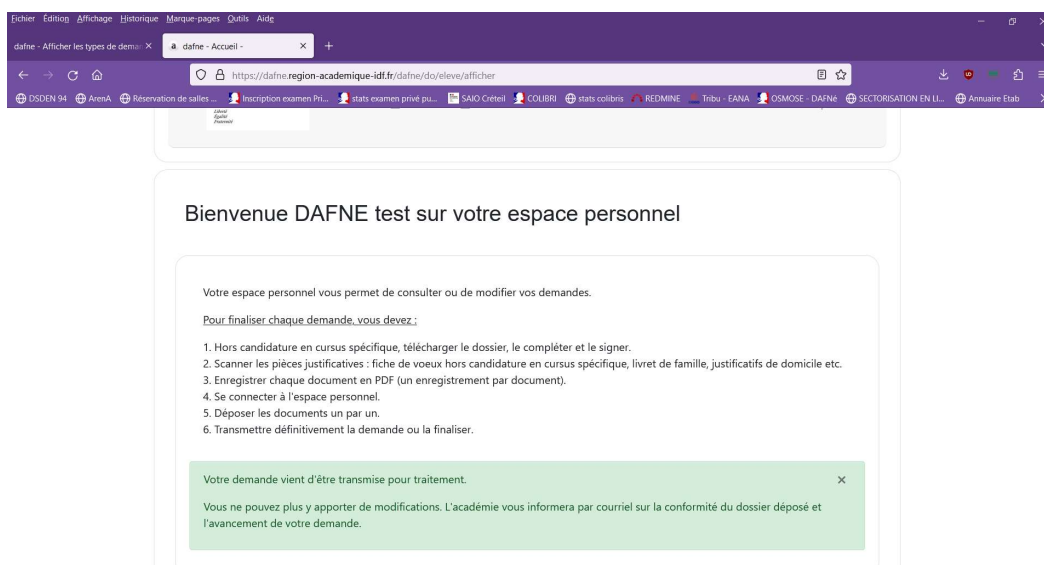 Fichier Édition Affichage Historique Marque-pages Outils Aide
dafne - Afficher les types de deman
dafne - Accueil -
https://dafne.region-academique-idf.fr/dafne/do/eleve/afficher
DSDEN 94 ArenA Réservation de salles ... Inscription examen Pri... stats examen privé pu... SAIO Créteil COLIBRI stats colibris REDMINE Tribu - EANA OSMOSE - DAFNé SECTORISATION EN LI... Annuaire Etab
Liberté
Égalité
Fraternité
Bienvenue DAFNE test sur votre espace personnel
Votre espace personnel vous permet de consulter ou de modifier vos demandes.
Pour finaliser chaque demande, vous devez :
1. Hors candidature en cursus spécifique, télécharger le dossier, le compléter et le signer.
2. Scanner les pièces justificatives : fiche de voeux hors candidature en cursus spécifique, livret de famille, justificatifs de domicile etc.
3. Enregistrer chaque document en PDF (un enregistrement par document).
4. Se connecter à l'espace personnel.
5. Déposer les documents un par un.
6. Transmettre définitivement la demande ou la finaliser.
Votre demande vient d'être transmise pour traitement.
Vous ne pouvez plus y apporter de modifications. L'académie vous informera par courriel sur la conformité du dossier déposé et
l'avancement de votre demande.